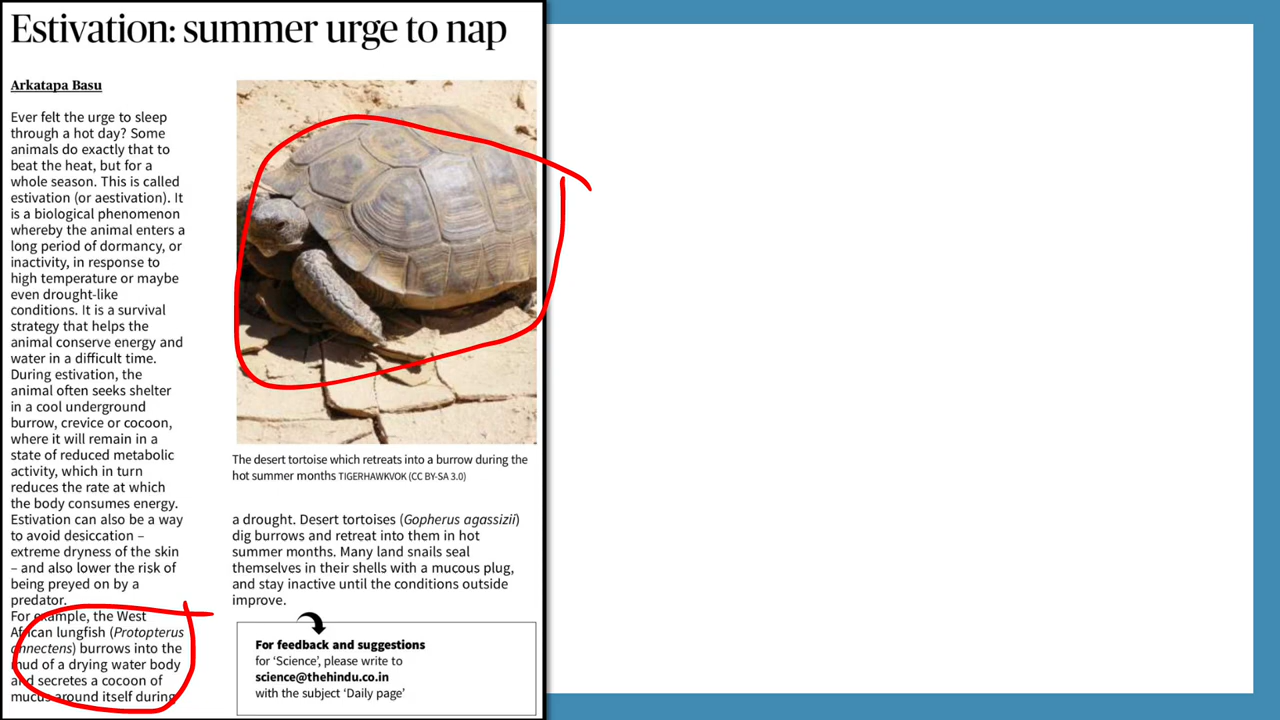 Estivation: summer urge to nap
Arkatapa Basu
Ever felt the urge to sleep
through a hot day? Some
animals do exactly that to
beat the heat, but for a
whole season. This is called
estivation (or aestivation). It
is a biological phenomenon
whereby the animal enters a
long period of dormancy, or
inactivity, in response to
high temperature or maybe
even drought-like
conditions. It is a survival
strategy that helps the
animal conserve energy and
water in a difficult time.
During estivation, the
animal often seeks shelter
in a cool underground
burrow, crevice or cocoon,
where it will remain in a
state of reduced metabolic
activity, which in turn
reduces the rate at which
the body consumes energy.
Estivation can also be a way
to avoid desiccation –
extreme dryness of the skin
– and also lower the risk of
being preyed on by a
predator.
For example, the West
African lungfish (Protopterus
annectens) burrows into the
mud of a drying water body
and secretes a cocoon of
mucus around itself during
The desert tortoise which retreats into a burrow during the
hot summer months TIGERHAWKVOK (CC BY-SA 3.0)
a drought. Desert tortoises (Gopherus agassizii)
dig burrows and retreat into them in hot
summer months. Many land snails seal
themselves in their shells with a mucous plug,
and stay inactive until the conditions outside
improve.
For feedback and suggestions
for ‘Science’, please write to
science@thehindu.co.in
with the subject ‘Daily page’